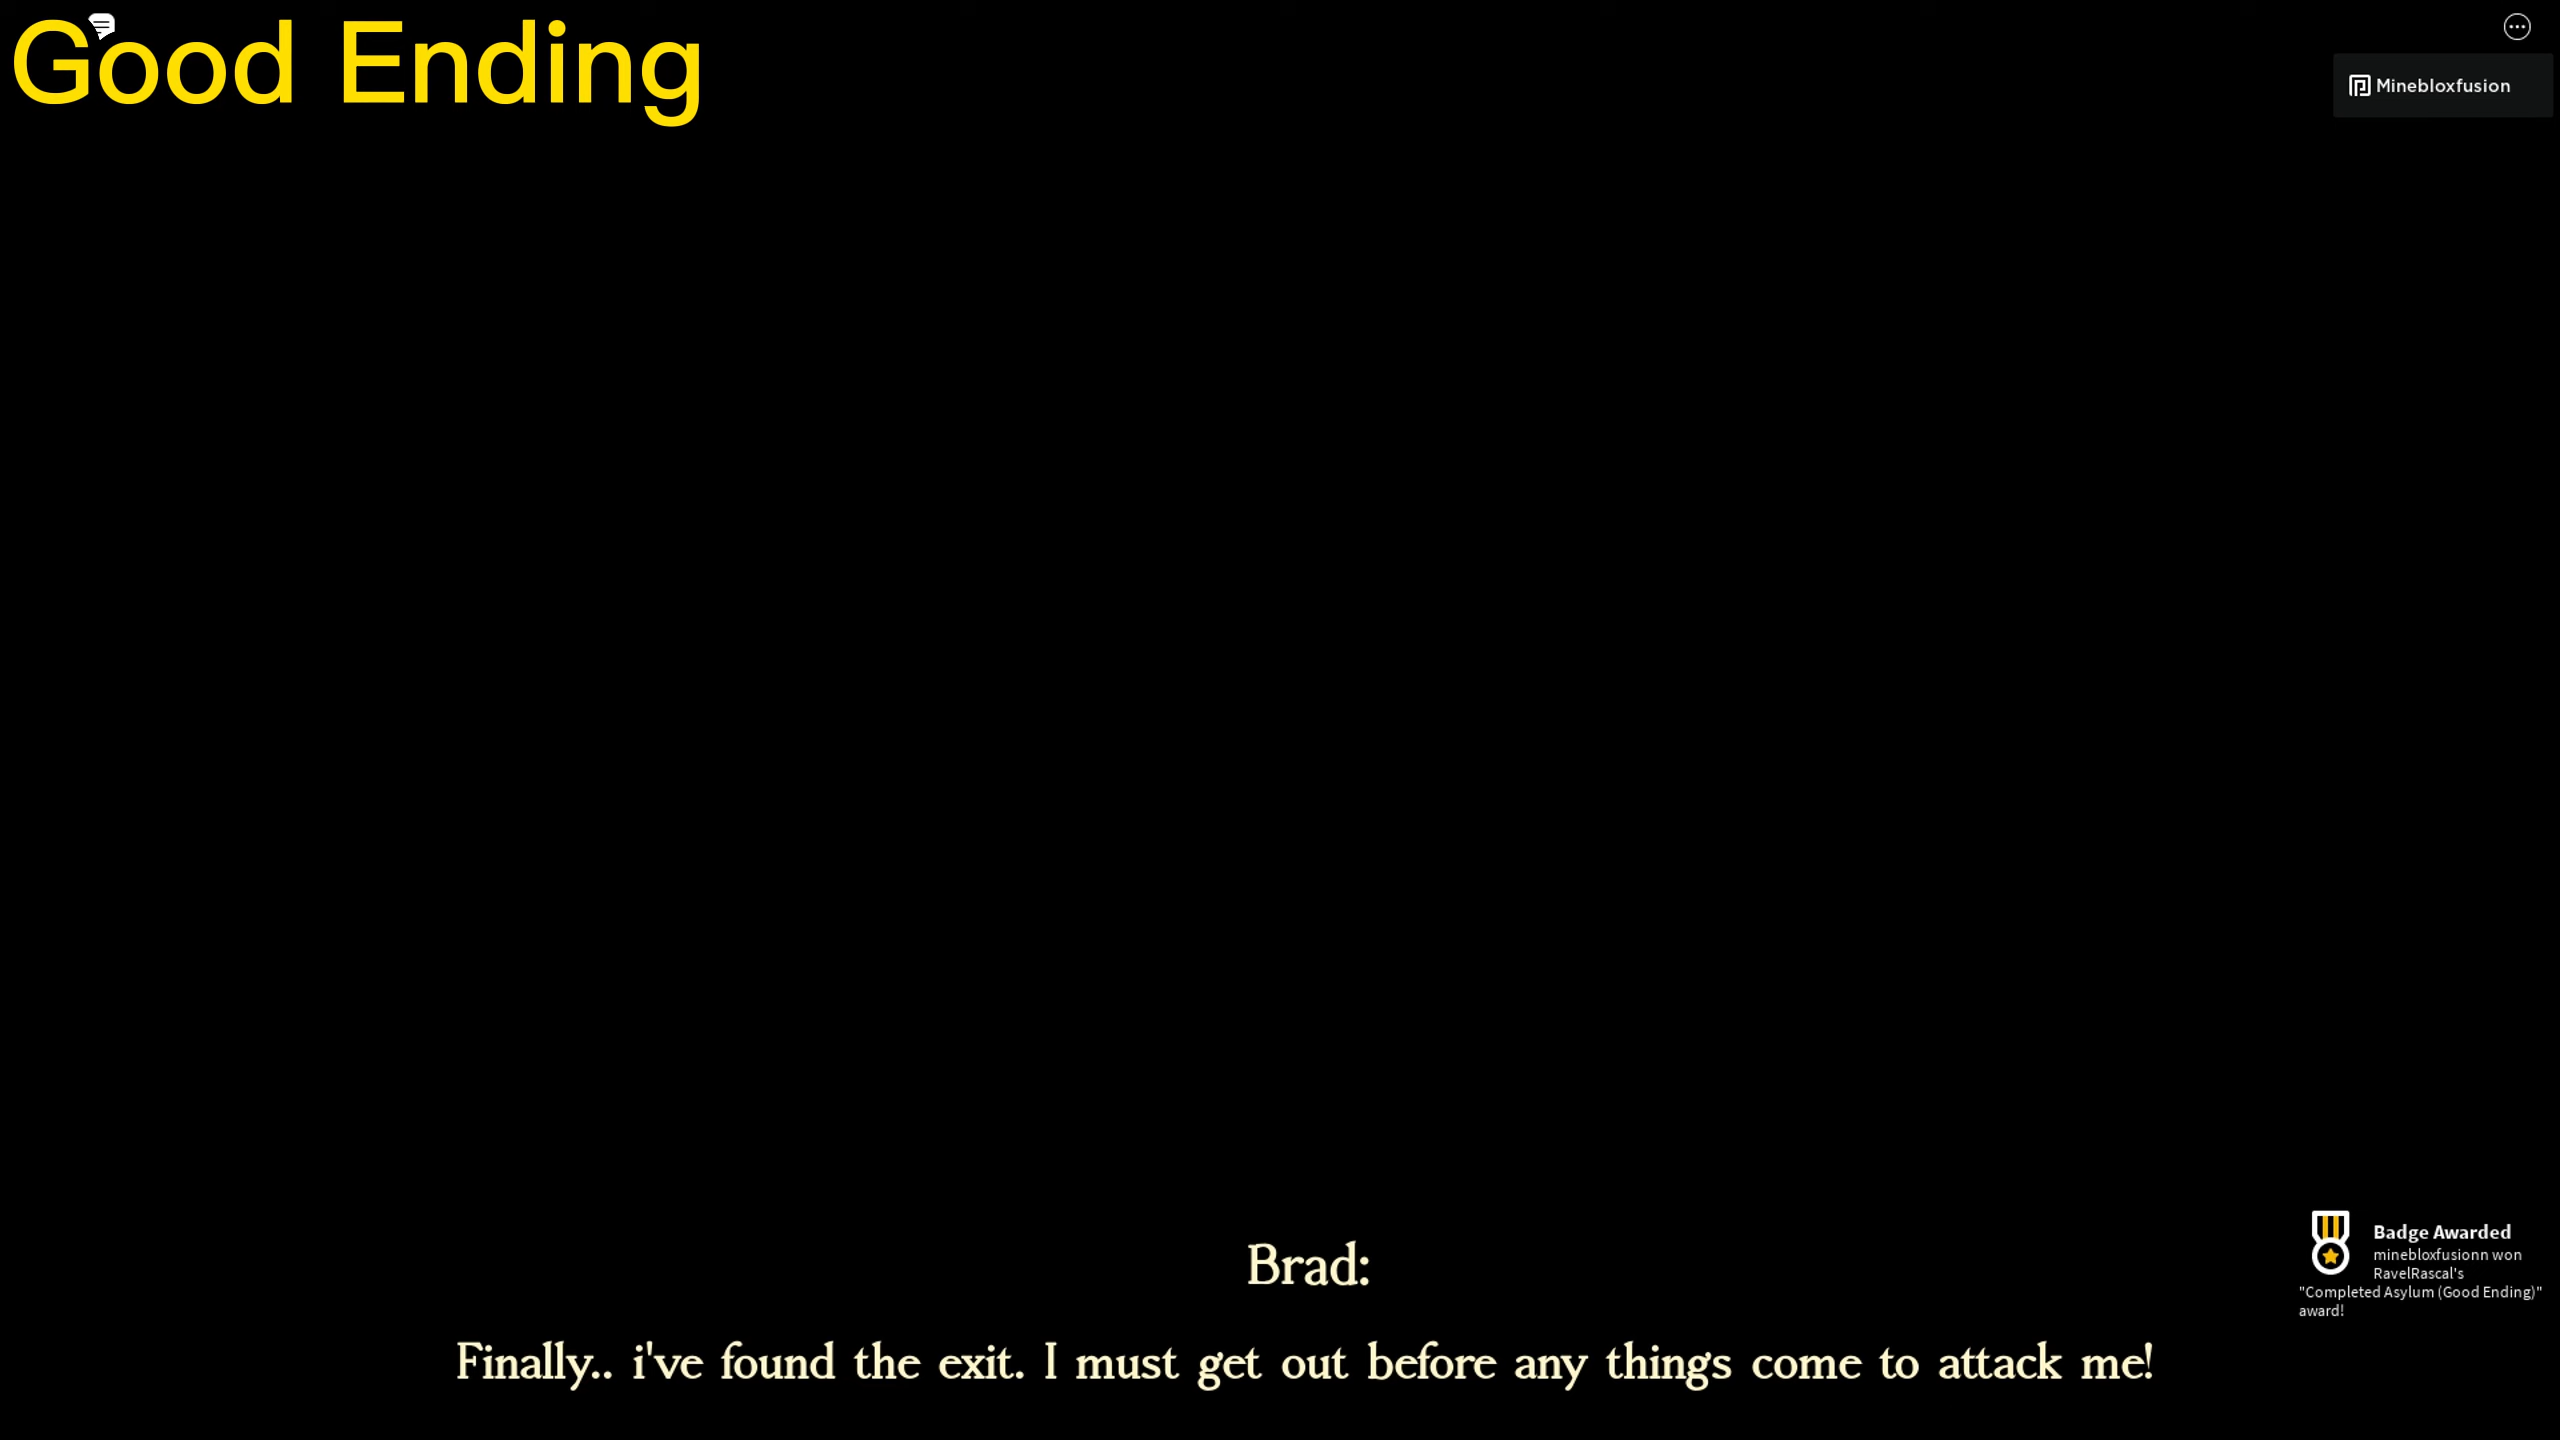 Good Ending
Minebloxfusion
Brad:
Finally.. i've found the exit. I must get out before any things come to attack me!
Badge Awarded
minebloxfusionn won
RavelRascal's
"Completed Asylum (Good Ending)"
award!